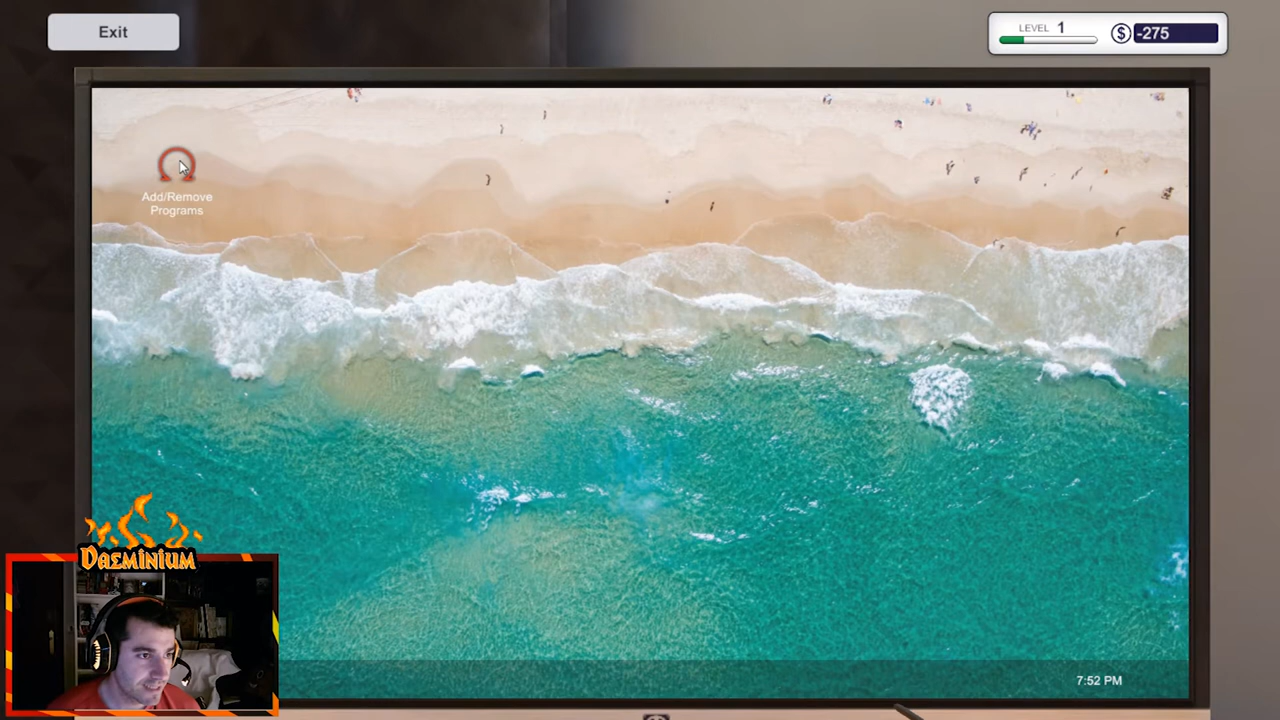 Exit
LEVEL 1
$ -275
Add/Remove
Programs
DAEMINIUM
7:52 PM